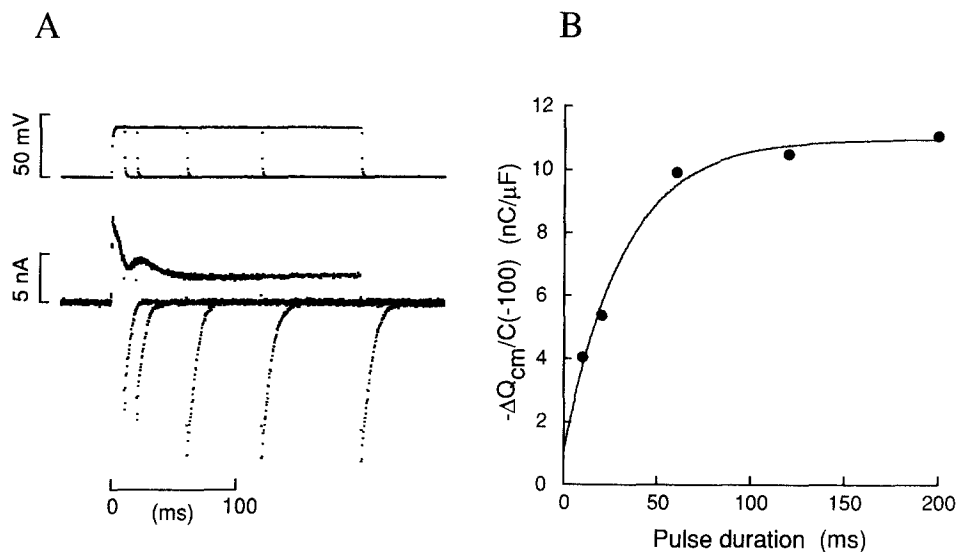 A
50 mV
5 nA
0 100
(ms)
B
12
10
8
6
4
2
0
-ΔQcm/C(-100) (nC/μF)
0 50 100 150 200
Pulse duration (ms)